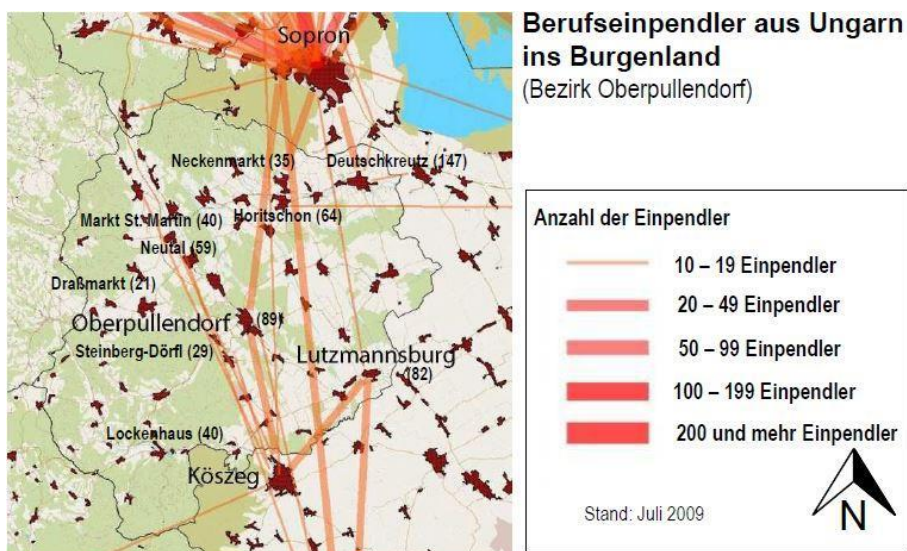 Berufseinpendler aus Ungarn
ins Burgenland
(Bezirk Oberpullendorf)
Sopron
Neckenmarkt (35)
Deutschkreutz (147)
Markt St. Martin (40)
Horitschon (64)
Neutal (59)
Draßmarkt (21)
Oberpullendorf (89)
Steinberg-Dörfl (29)
Lutzmannsburg
(82)
Lockenhaus (40)
Köszeg
Anzahl der Einpendler
10 – 19 Einpendler
20 – 49 Einpendler
50 – 99 Einpendler
100 – 199 Einpendler
200 und mehr Einpendler
Stand: Juli 2009
N